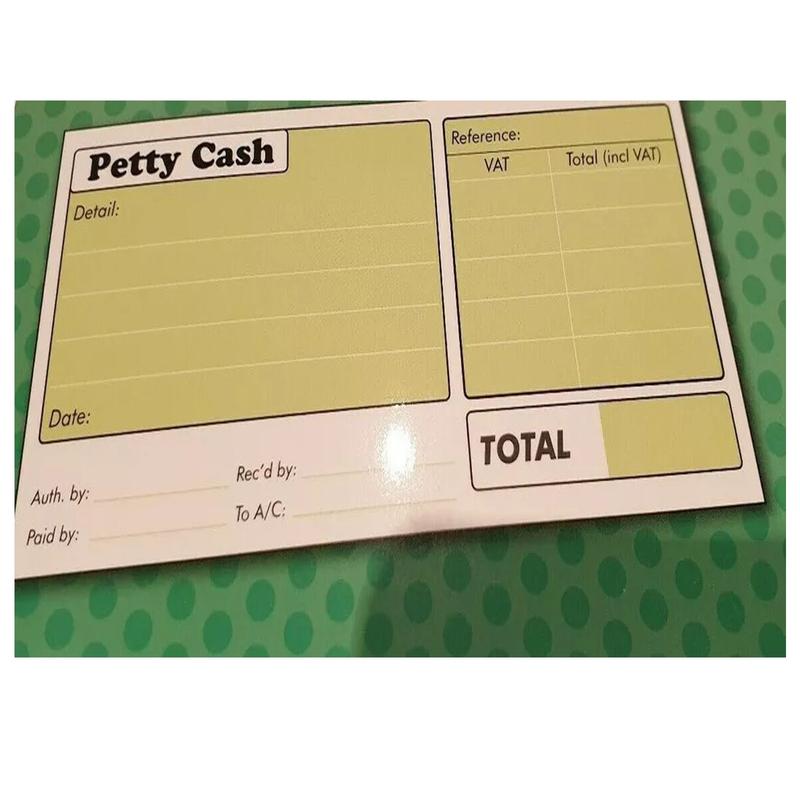 Petty Cash
Detail:
Date:
Reference:
VAT Total (incl VAT)
TOTAL
Auth. by: Rec'd by:
Paid by: To A/C: